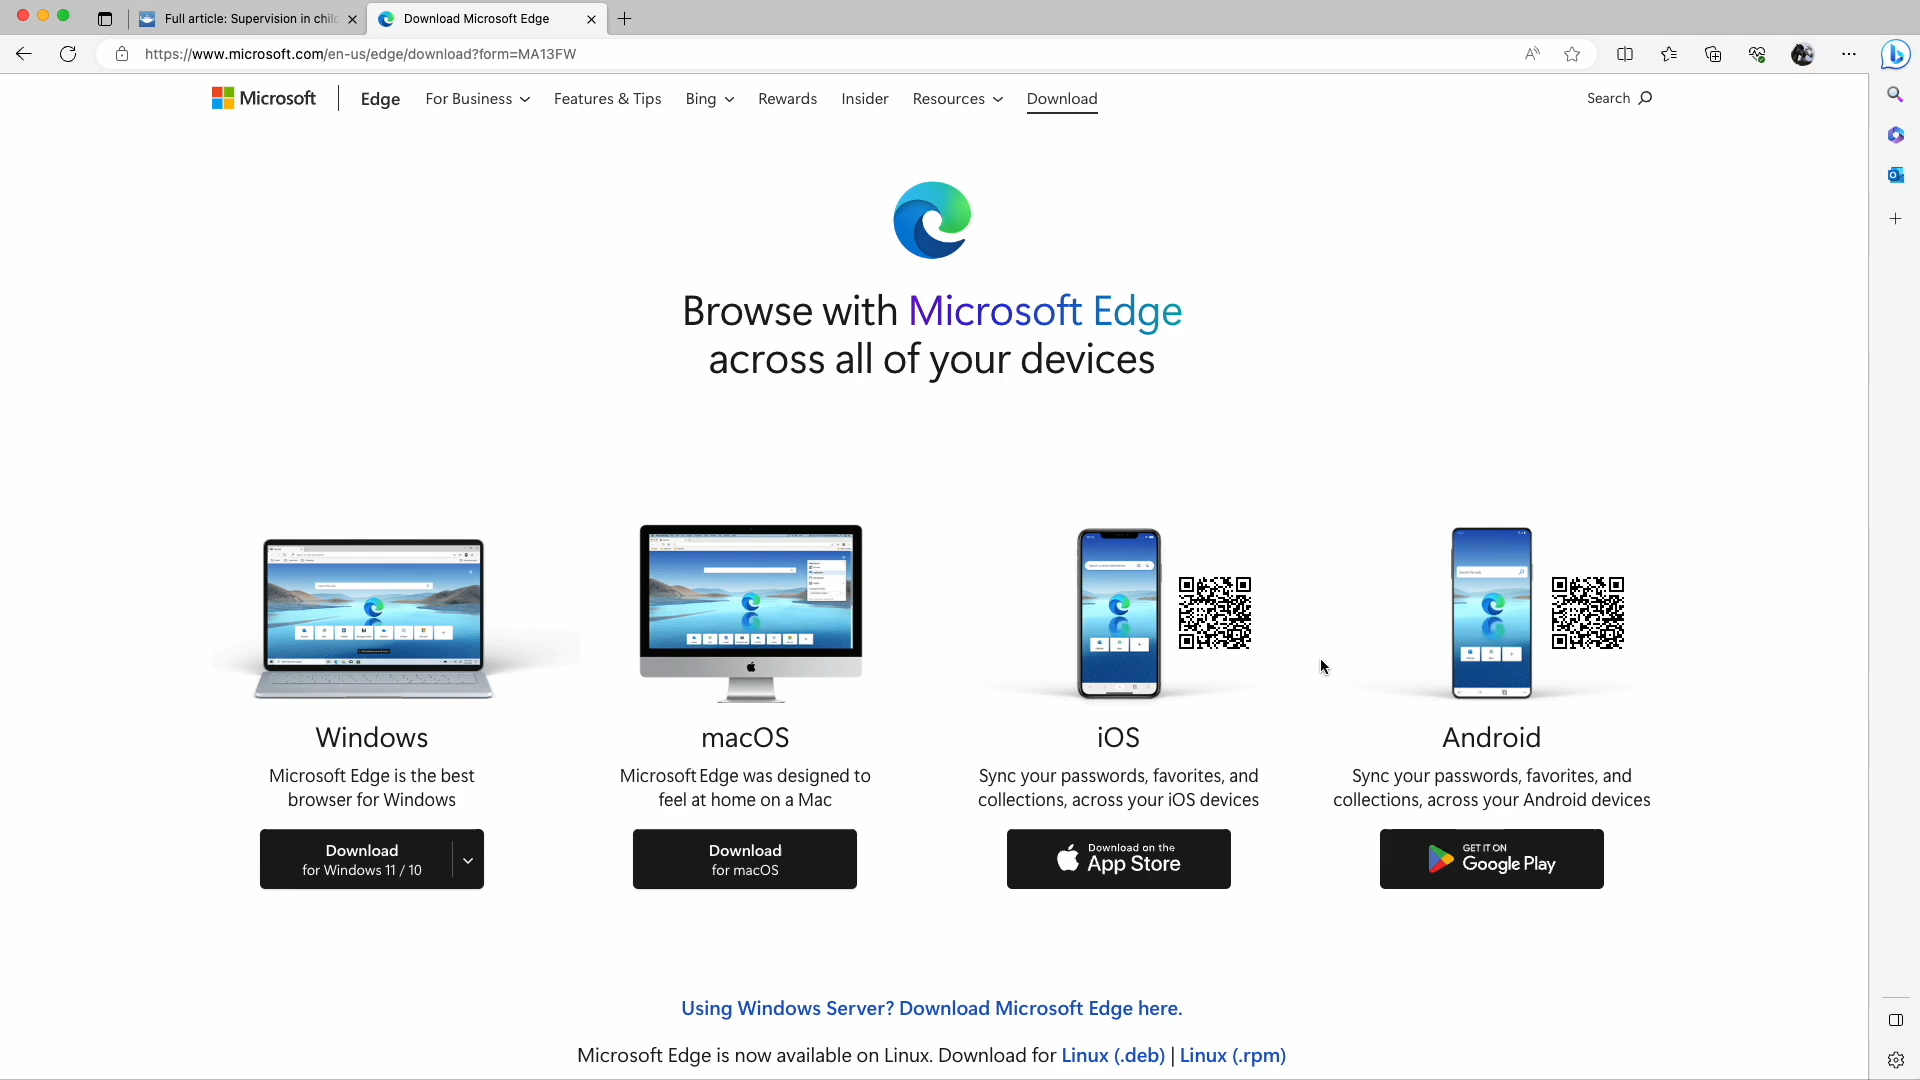 Full article: Supervision in chil
Download Microsoft Edge
https://www.microsoft.com/en-us/edge/download?form=MA13FW
Microsoft
Edge
For Business
Features & Tips
Bing
Rewards
Insider
Resources
Download
Search
Browse with Microsoft Edge
across all of your devices
Windows
Microsoft Edge is the best
browser for Windows
Download
for Windows 11 / 10
macOS
Microsoft Edge was designed to
feel at home on a Mac
Download
for macOS
iOS
Sync your passwords, favorites, and
collections, across your iOS devices
Download on the
App Store
Android
Sync your passwords, favorites, and
collections, across your Android devices
GET IT ON
Google Play
Using Windows Server? Download Microsoft Edge here.
Microsoft Edge is now available on Linux. Download for Linux (.deb) | Linux (.rpm)